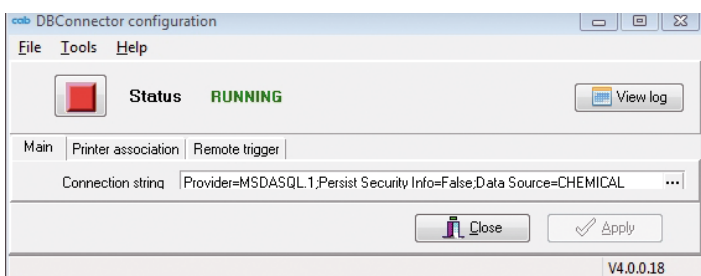 cab DBConnector configuration
File Tools Help
Status RUNNING View log
Main Printer association Remote trigger
Connection string Provider=MSDASQL.1;Persist Security Info=False;Data Source=CHEMICAL ...
Close Apply
V4.0.0.18